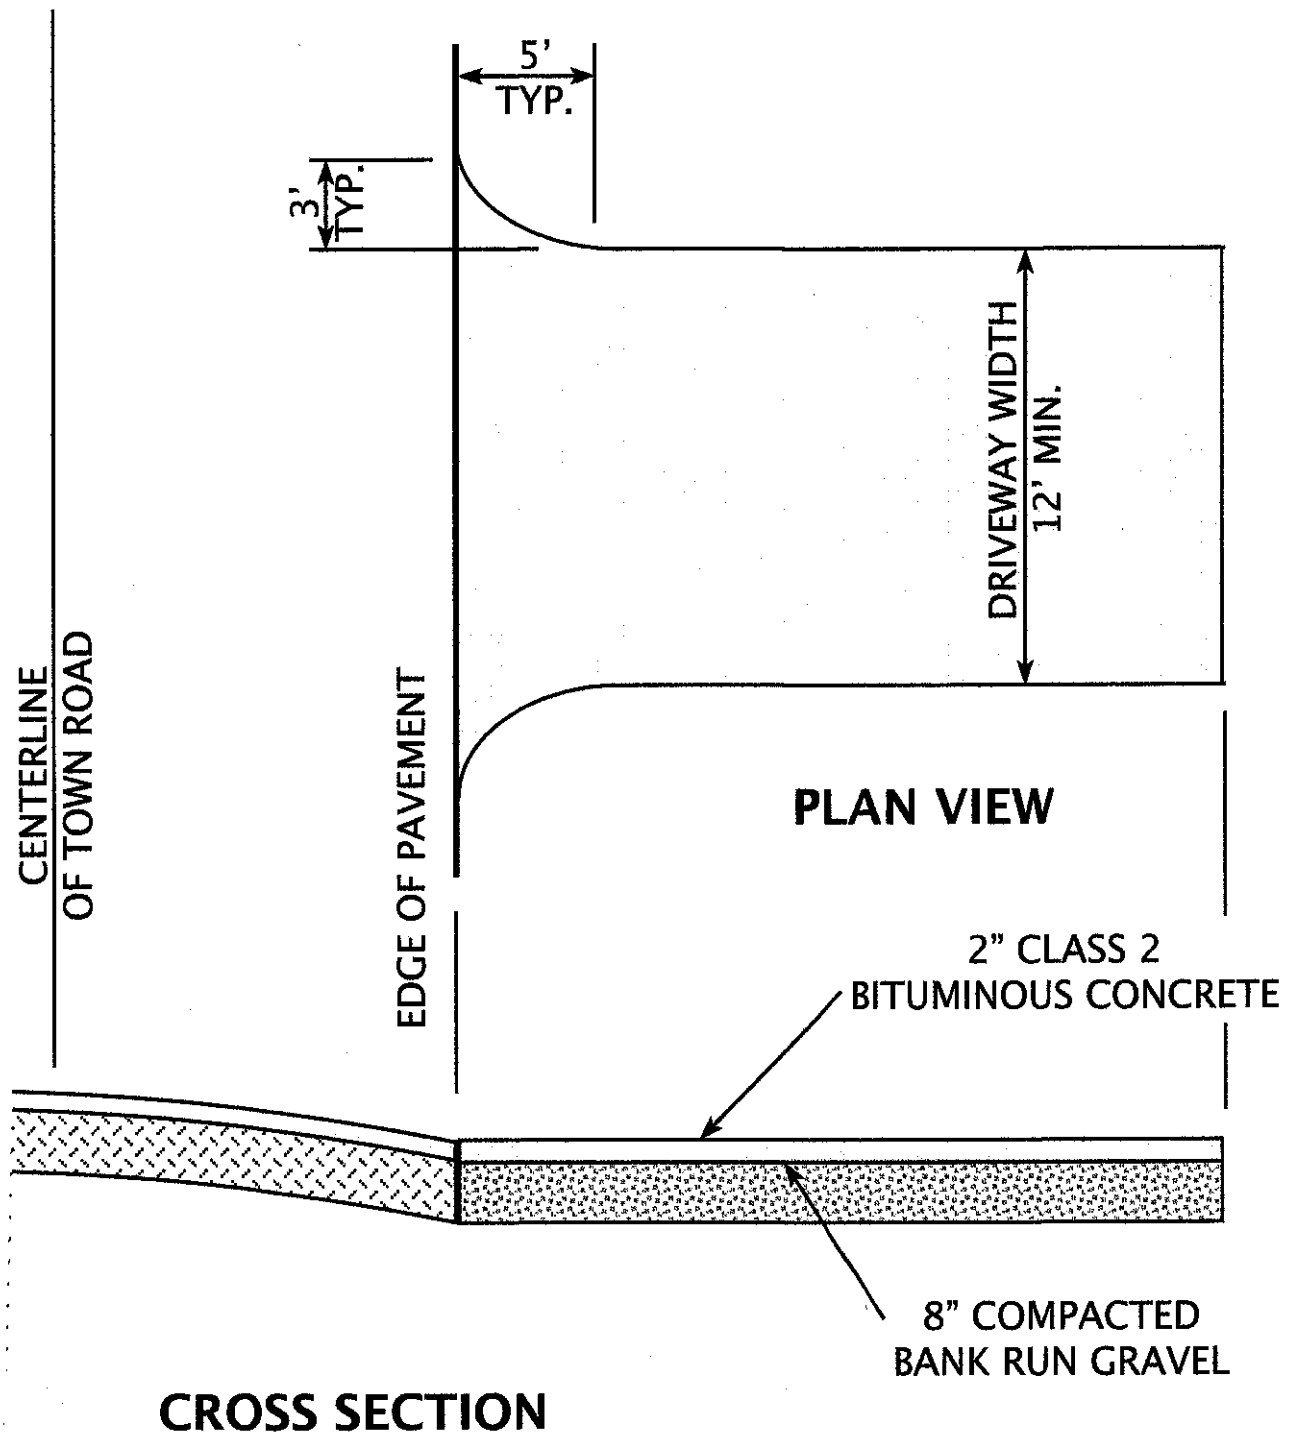 5'
TYP.
3'
TYP.
DRIVEWAY WIDTH
12' MIN.
CENTERLINE
OF TOWN ROAD
EDGE OF PAVEMENT
PLAN VIEW
2” CLASS 2
BITUMINOUS CONCRETE
8” COMPACTED
BANK RUN GRAVEL
CROSS SECTION